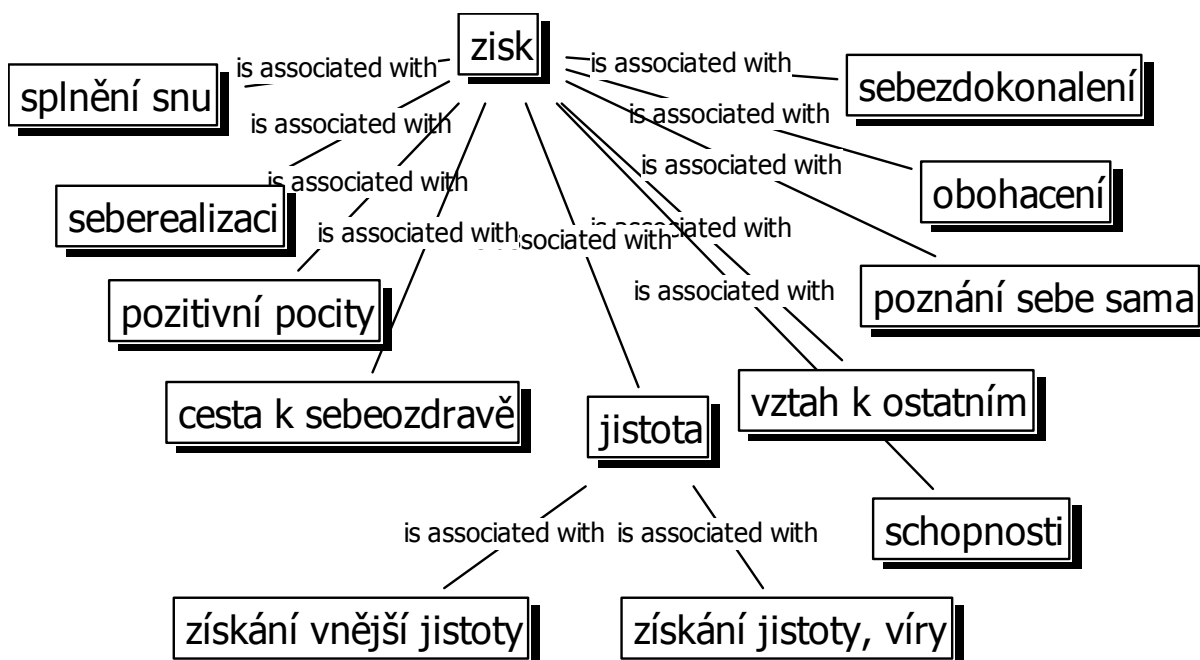 zisk
is associated with
is associated with
splnění snu
sebezdokonalení
is associated with
is associated with
is associated with
is associated with
seberealizaci
obohacení
is associated with
associated with
is associated with
pozitivní pocity
is associated with
poznání sebe sama
cesta k sebeozdravě
jistota
vztah k ostatním
schopnosti
is associated with
is associated with
získání vnější jistoty
získání jistoty, víry